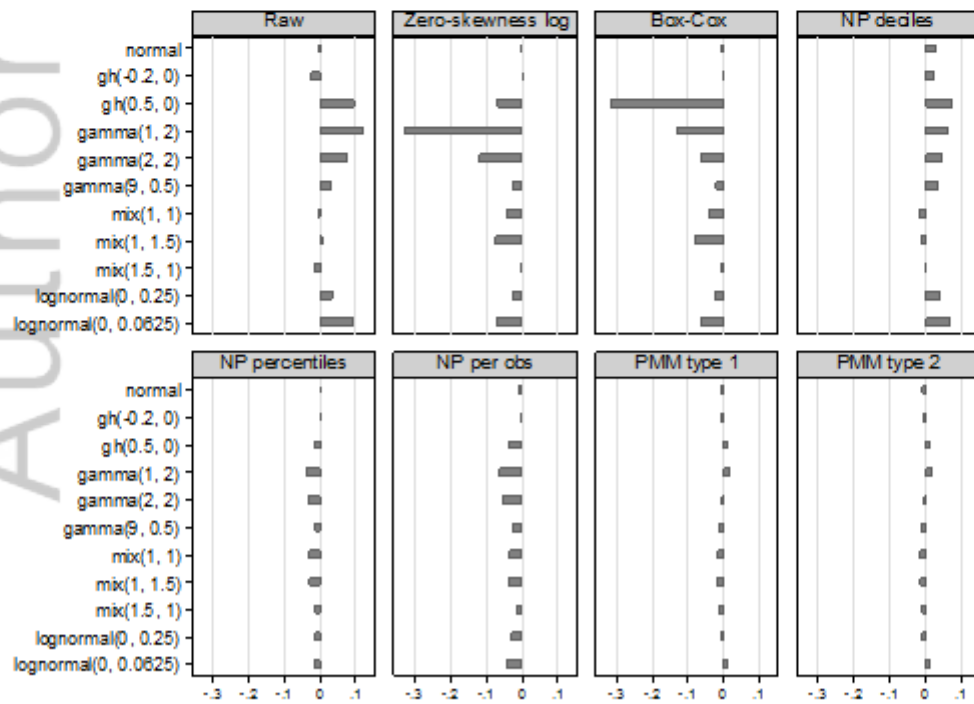 Raw Zero-skewness log Box-Cox NP deciles
normal
gh(-0.2, 0)
gh(0.5, 0)
gamma(1, 2)
gamma(2, 2)
gamma(9, 0.5)
mix(1, 1)
mix(1, 1.5)
mix(1.5, 1)
lognormal(0, 0.25)
lognormal(0, 0.0625)
NP percentiles NP per obs PMM type 1 PMM type 2
normal
gh(-0.2, 0)
gh(0.5, 0)
gamma(1, 2)
gamma(2, 2)
gamma(9, 0.5)
mix(1, 1)
mix(1, 1.5)
mix(1.5, 1)
lognormal(0, 0.25)
lognormal(0, 0.0625)
-.3 -.2 -.1 0 .1 -.3 -.2 -.1 0 .1 -.3 -.2 -.1 0 .1 -.3 -.2 -.1 0 .1
Author